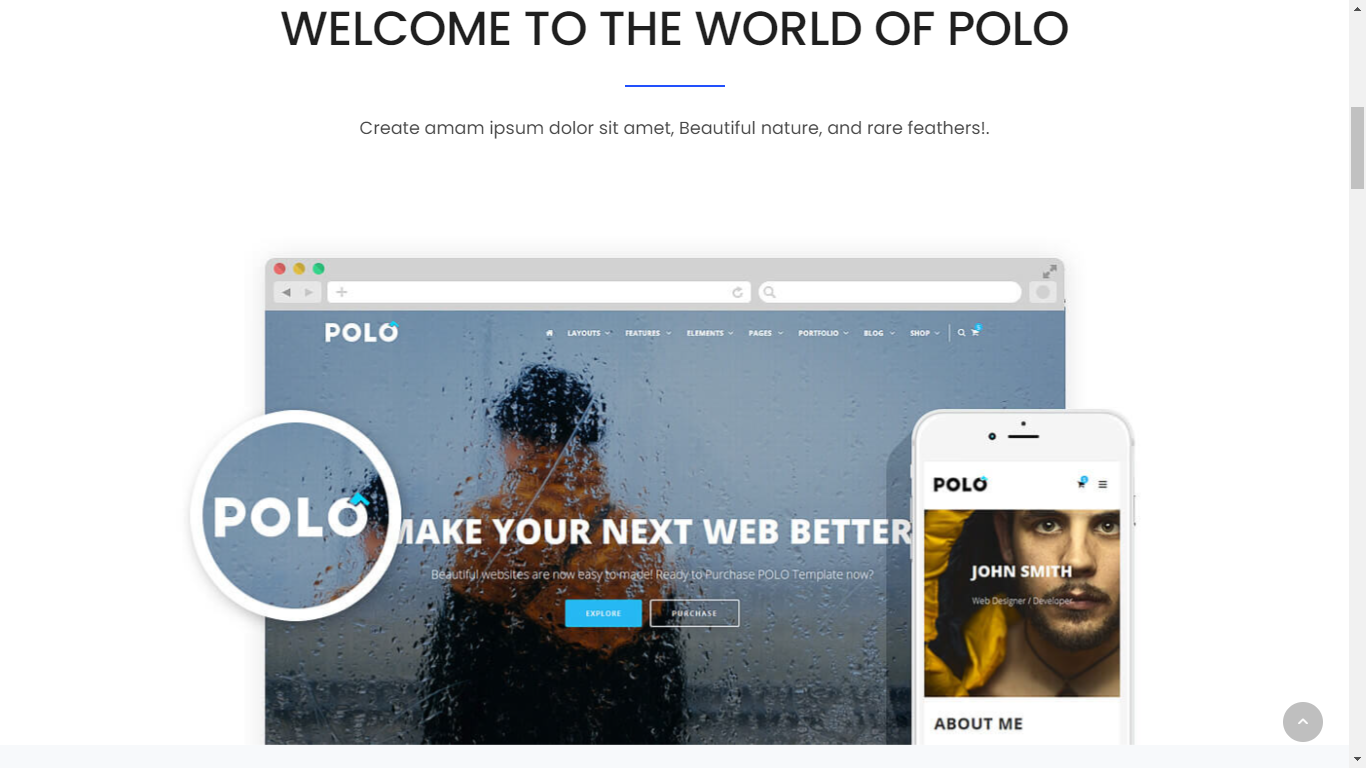 WELCOME TO THE WORLD OF POLO
Create amam ipsum dolor sit amet, Beautiful nature, and rare feathers!.
POLO
LAYOUTS FEATURES ELEMENTS PAGES PORTFOLIO BLOG SHOP
POLO
MAKE YOUR NEXT WEB BETTER
Beautiful websites are now easy to made! Ready to Purchase POLO Template now?
EXPLORE PURCHASE
POLO
JOHN SMITH
Web Designer / Developer
ABOUT ME